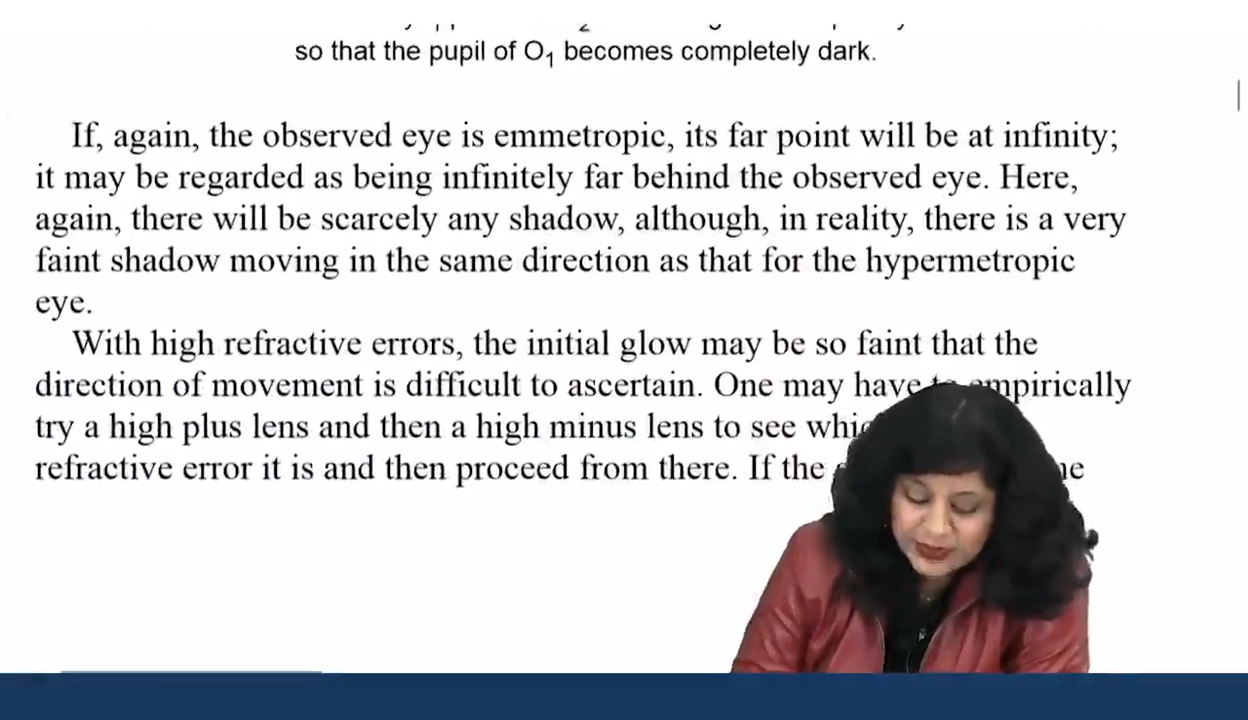 so that the pupil of O₁ becomes completely dark.
If, again, the observed eye is emmetropic, its far point will be at infinity;
it may be regarded as being infinitely far behind the observed eye. Here,
again, there will be scarcely any shadow, although, in reality, there is a very
faint shadow moving in the same direction as that for the hypermetropic
eye.
With high refractive errors, the initial glow may be so faint that the
direction of movement is difficult to ascertain. One may have to empirically
try a high plus lens and then a high minus lens to see
refractive error it is and then proceed from there. If the